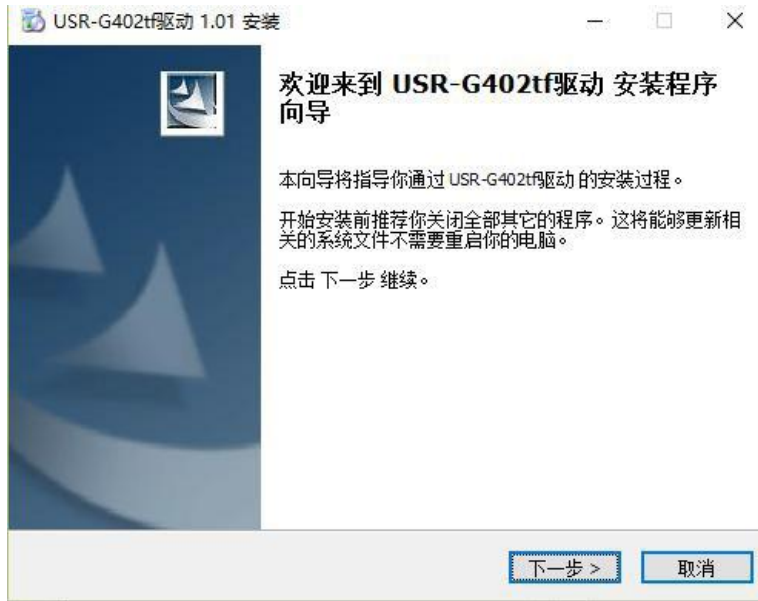 USR-G402tf驱动 1.01 安装
欢迎来到 USR-G402tf驱动 安装程序
向导
本向导将指导你通过 USR-G402tf驱动 的安装过程。
开始安装前推荐你关闭全部其它的程序。这将能够更新相
关的系统文件不需要重启你的电脑。
点击 下一步 继续。
下一步 >
取消